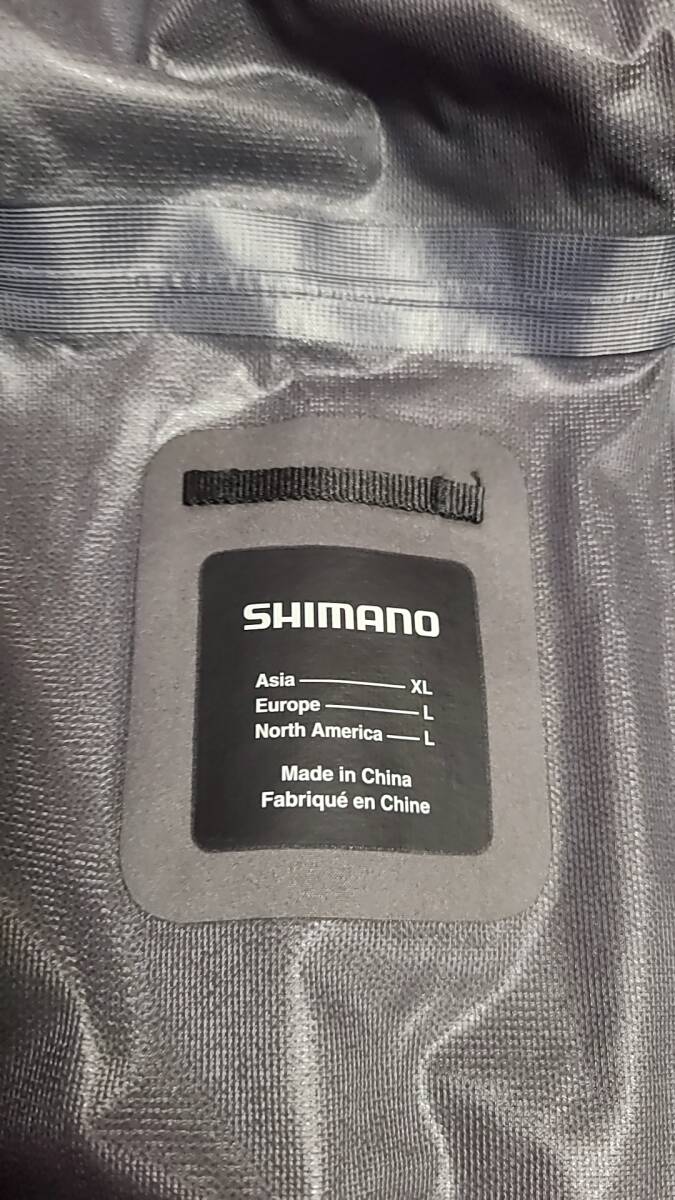 SHIMANO
Asia XL
Europe L
North America L
Made in China
Fabriqué en Chine